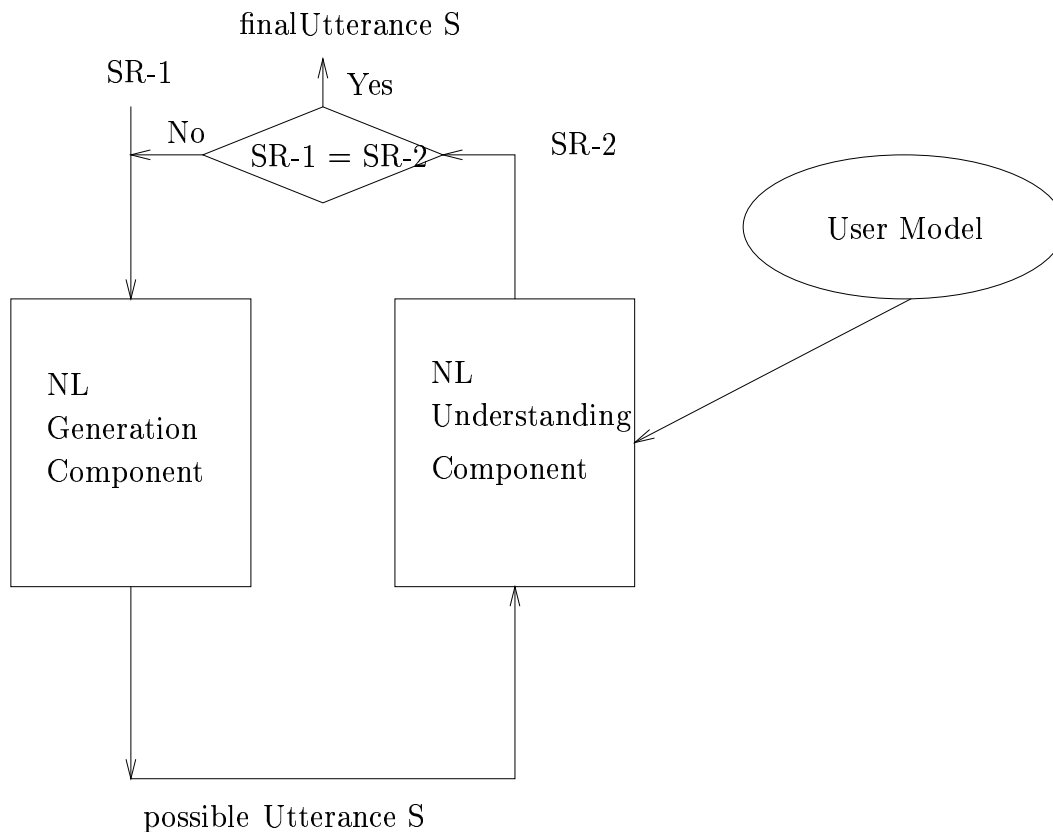 finalUtterance S
SR-1
Yes
No
SR-1 = SR-2
SR-2
User Model
NL
Generation
Component
NL
Understanding
Component
possible Utterance S